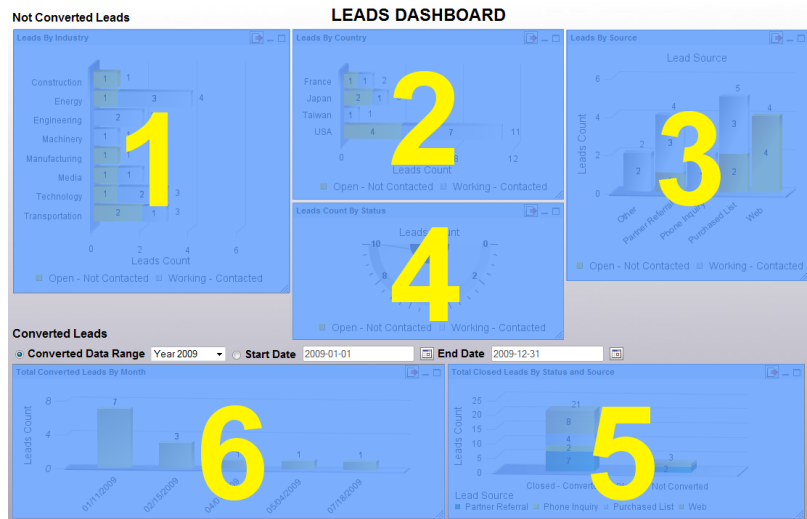 LEADS DASHBOARD
Not Converted Leads
Leads By Industry
Construction 1 1
Energy 1 3 4
Engineering 2
Machinery 1
Manufacturing 1 1
Media 1
Technology 1 2 3
Transportation 2 1 3
0 2 4 6
Leads Count
Open - Not Contacted Working - Contacted
1
Leads By Country
France 1 1 2
Japan 2 1
Taiwan 1 1
USA 4 7 11
0 8 12
Leads Count
Open - Not Contacted Working - Contacted
2
Leads By Source
Lead Source
Leads Count
6
4
2
0
2 4 5 4
2 3 3 4
2
Other Partner Referral Phone Inquiry Purchased List Web
Open - Not Contacted Working - Contacted
3
Leads Count By Status
Leads Count
10 0
8 2
Open - Not Contacted Working - Contacted
4
Converted Leads
Converted Data Range Year 2009 Start Date 2009-01-01 End Date 2009-12-31
Total Converted Leads By Month
Leads Count
8
4
0
7 3 1 1
01/11/2009 02/15/2009 05/04/2009 07/18/2009
6
Total Closed Leads By Status and Source
Leads Count
25
20
15
10
5
0
21
8
4
2
7
3
2
Closed - Not Converted
Lead Source
Partner Referral Phone Inquiry Purchased List Web
5